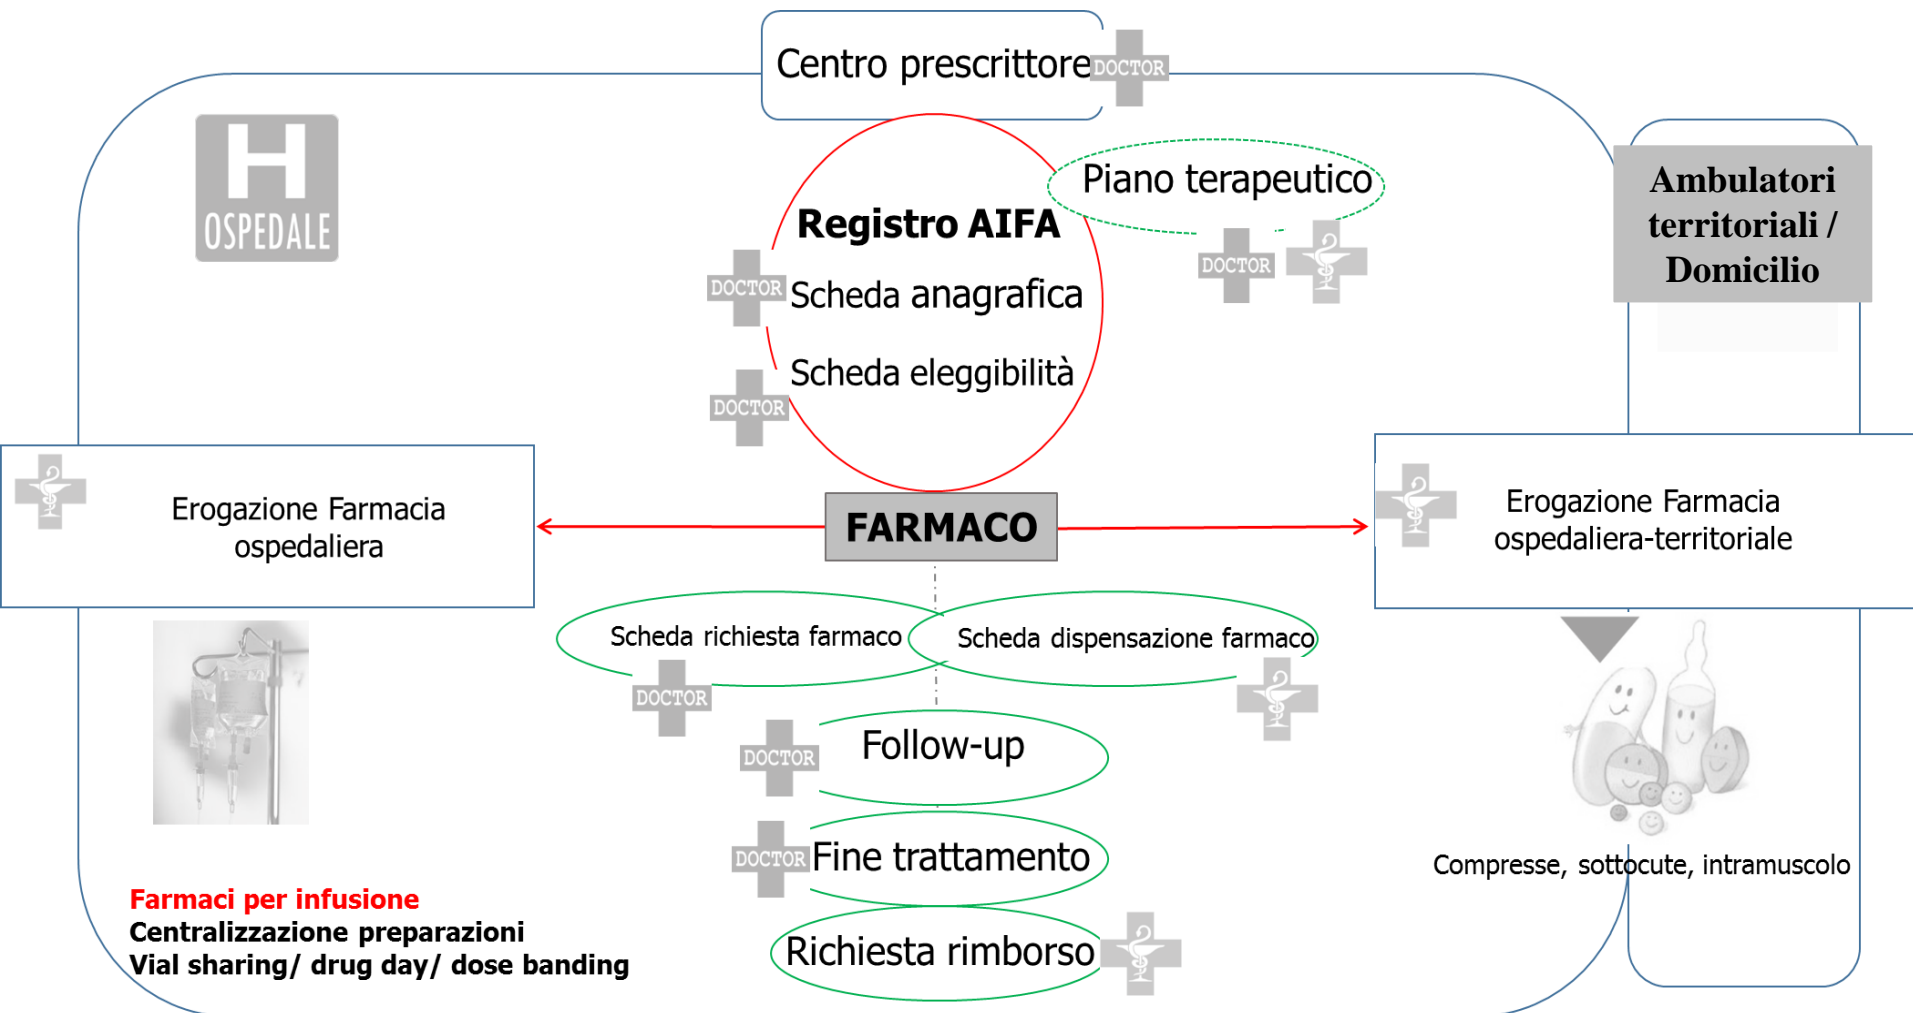 Centro prescrittore
DOCTOR
H
OSPEDALE
Piano terapeutico
DOCTOR
Registro AIFA
DOCTOR
Scheda anagrafica
DOCTOR
Scheda eleggibilità
Ambulatori
territoriali /
Domicilio
Erogazione Farmacia
ospedaliera
FARMACO
Erogazione Farmacia
ospedaliera-territoriale
Scheda richiesta farmaco
DOCTOR
Scheda dispensazione farmaco
DOCTOR
Follow-up
DOCTOR
Fine trattamento
Richiesta rimborso
Compresse, sottocute, intramuscolo
Farmaci per infusione
Centralizzazione preparazioni
Vial sharing/ drug day/ dose banding